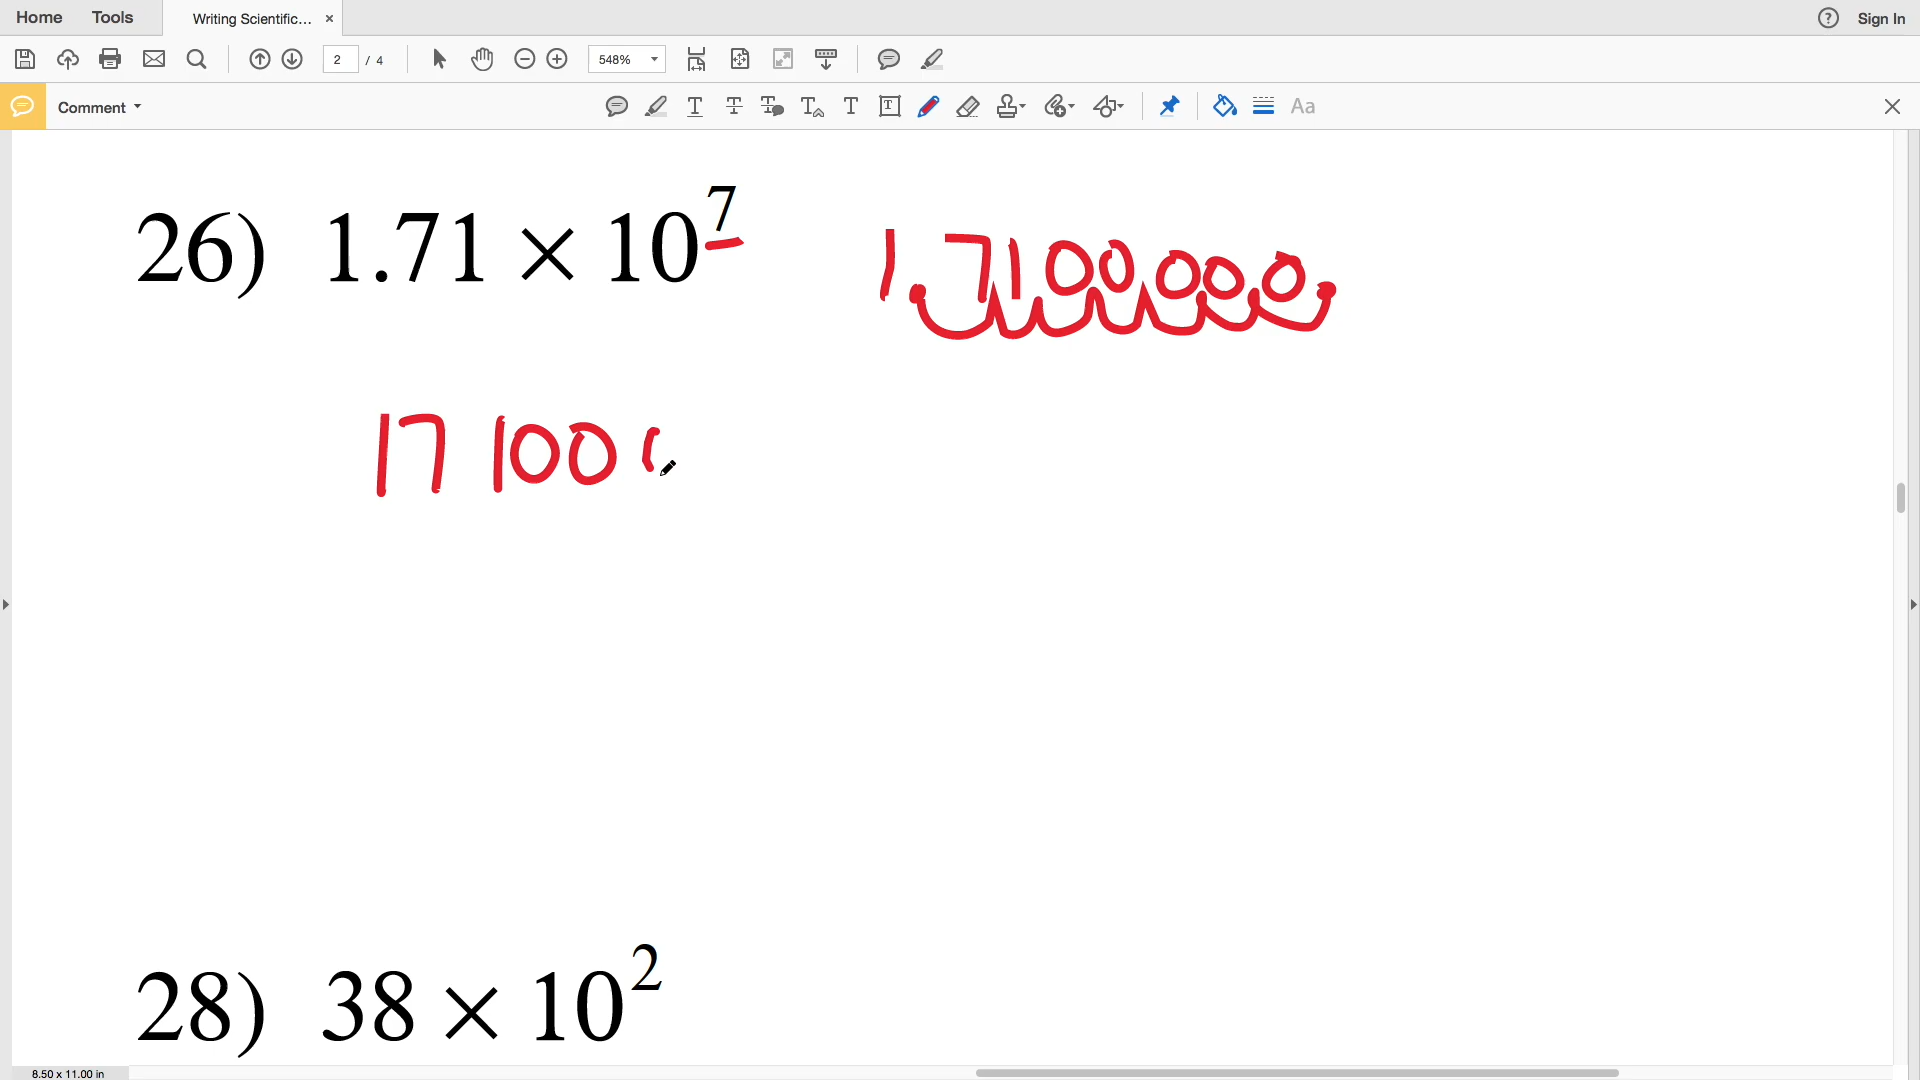 Home Tools Writing Scientific... × ? Sign In
2 / 4 548%
Comment Aa
26) 1.71 × 10⁷ 1.7100000.
17 100
28) 38 × 10²
8.50 x 11.00 in